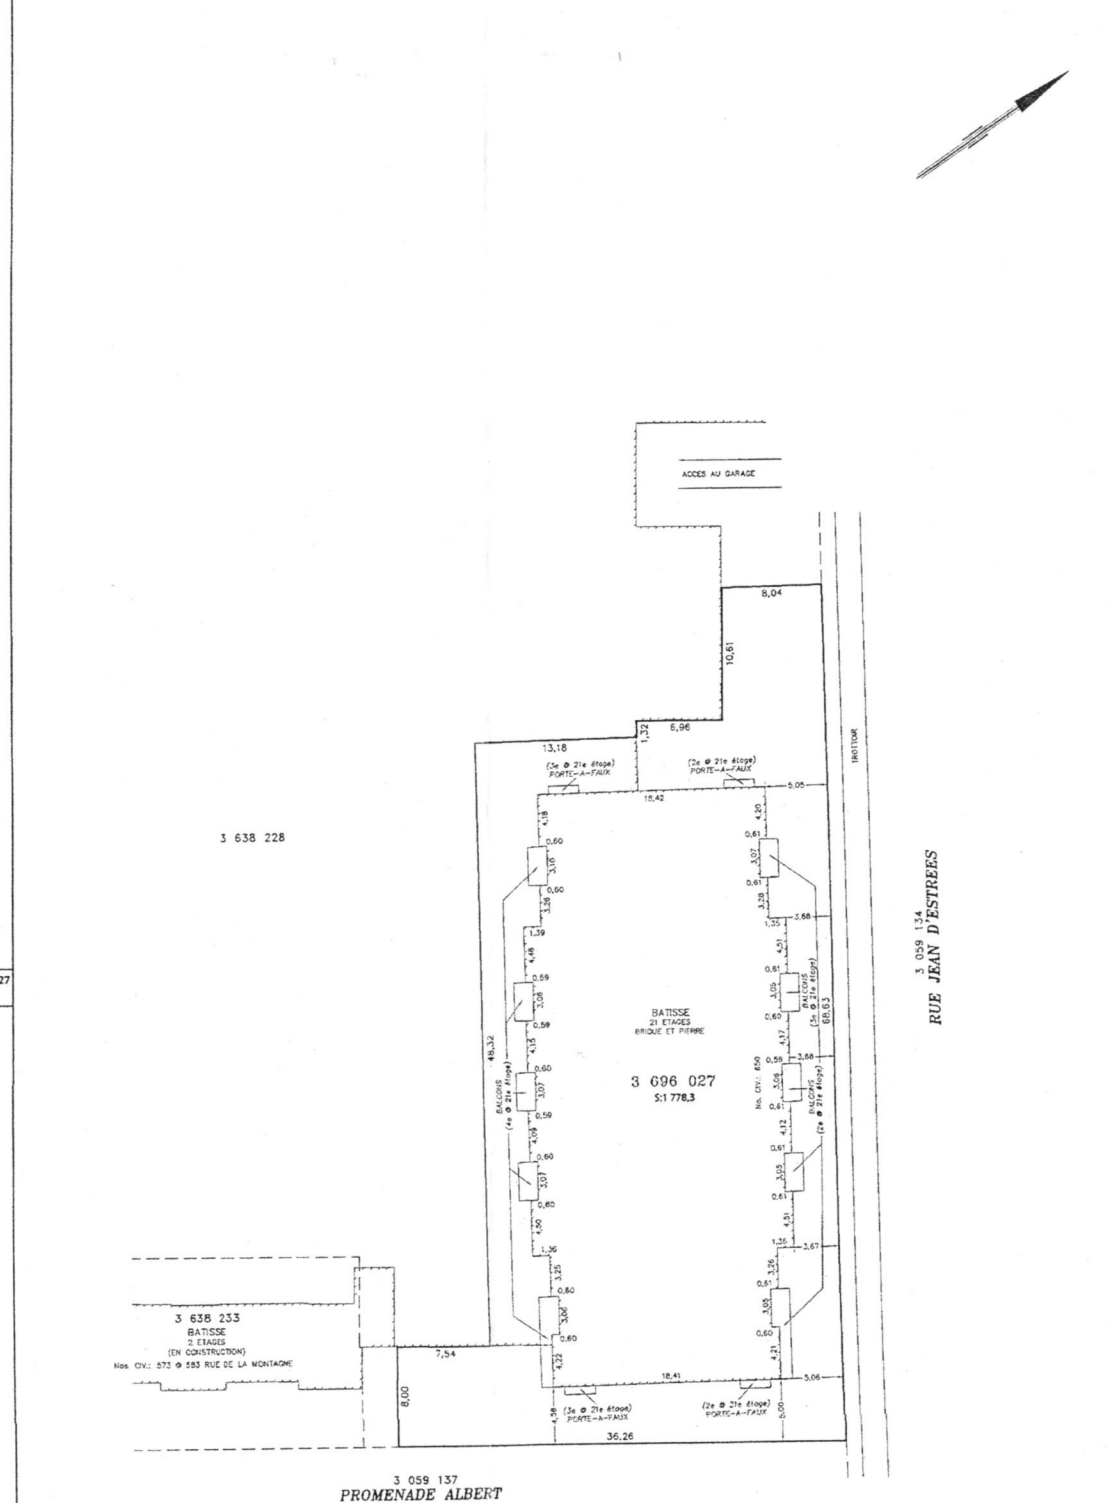 ACCES AU GARAGE
8,04
10,61
TROTTOIR
1,32
6,96
13,18
(3e @ 21e étage)
PORTE-A-FAUX
(2e @ 21e étage)
PORTE-A-FAUX
18,42
5,05
4,18
4,20
3 638 228
0,60
3,10
0,60
3,26
1,39
4,48
0,59
3,08
0,58
4,15
0,60
3,07
0,59
4,09
0,60
3,07
0,60
4,50
1,36
3,25
0,60
3,06
0,60
4,22
48,32
BALCONS
(4e @ 21e étage)
0,61
3,07
0,61
3,28
1,35
3,68
4,51
0,61
3,05
0,60
BALCONS
(3e @ 21e étage)
68,63
4,17
0,59
3,68
3,06
0,61
BALCONS
(2e @ 21e étage)
4,12
0,61
3,05
0,61
4,51
1,35
3,67
3,26
0,61
3,05
0,60
4,21
3 059 134
RUE JEAN D'ESTREES
27
BATISSE
21 ETAGES
BRIQUE ET PIERRE
3 696 027
S:1 778,3
No. CIV.: 650
3 638 233
BATISSE
2 ETAGES
(EN CONSTRUCTION)
Nos. CIV.: 573 @ 583 RUE DE LA MONTAGNE
7,54
8,00
18,41
5,06
4,98
(3e @ 21e étage)
PORTE-A-FAUX
(2e @ 21e étage)
PORTE-A-FAUX
5,00
36,26
3 059 137
PROMENADE ALBERT